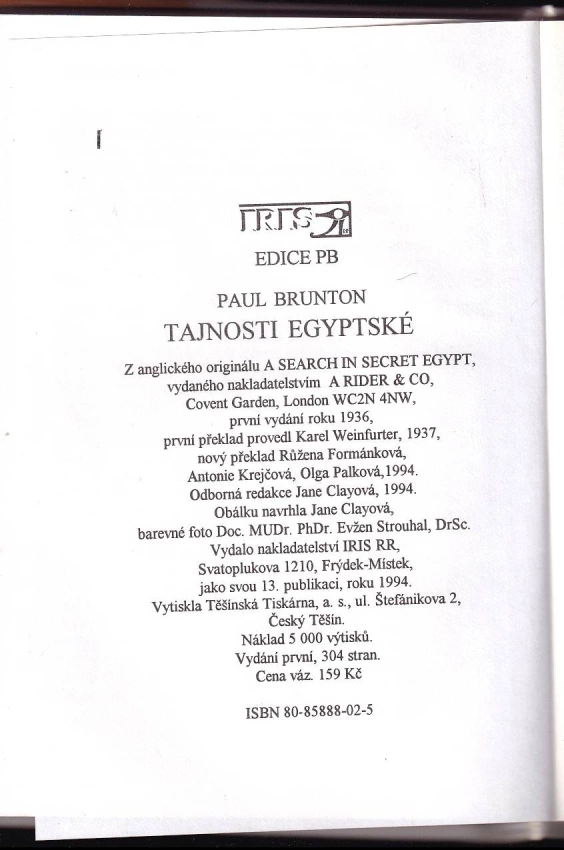 IRIS RR
EDICE PB
PAUL BRUNTON
TAJNOSTI EGYPTSKÉ
Z anglického originálu A SEARCH IN SECRET EGYPT,
vydaného nakladatelstvím A RIDER & CO,
Covent Garden, London WC2N 4NW,
první vydání roku 1936,
první překlad provedl Karel Weinfurter, 1937,
nový překlad Růžena Formánková,
Antonie Krejčová, Olga Palková,1994.
Odborná redakce Jane Clayová, 1994.
Obálku navrhla Jane Clayová,
barevné foto Doc. MUDr. PhDr. Evžen Strouhal, DrSc.
Vydalo nakladatelství IRIS RR,
Svatoplukova 1210, Frýdek-Místek,
jako svou 13. publikaci, roku 1994.
Vytiskla Těšínská Tiskárna, a. s., ul. Štefánikova 2,
Český Těšín.
Náklad 5 000 výtisků.
Vydání první, 304 stran.
Cena váz. 159 Kč
ISBN 80-85888-02-5